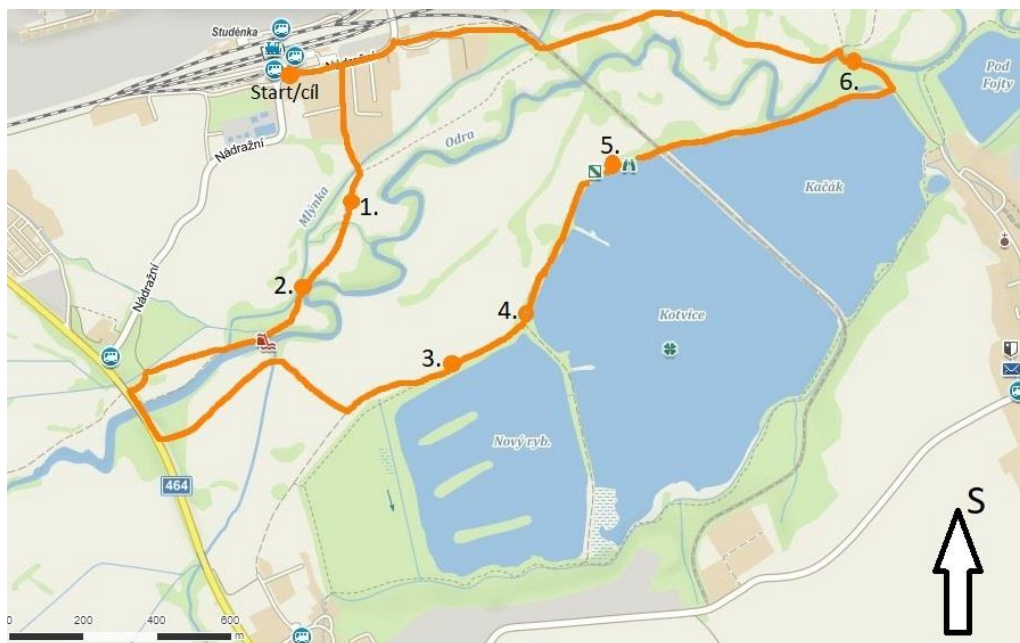 Studénka
Nádražní
Start/cíl
Pod
Fojty
6.
Nádražní
Odra
5.
Mlýnka
Kačák
1.
2.
Nádražní
4.
Kotvice
3.
Nový ryb.
464
S
0 200 400 600
m